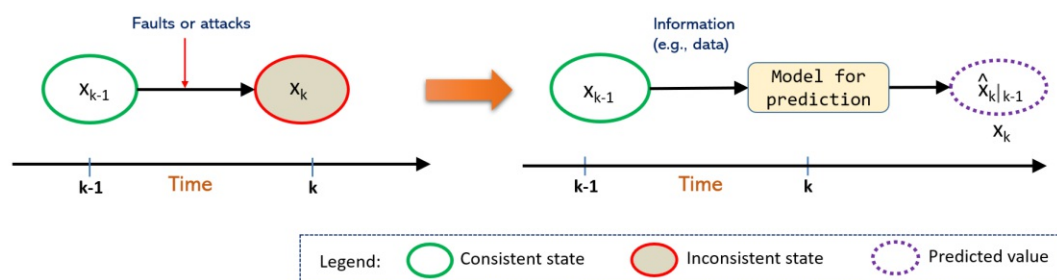 Faults or attacks
Xk-1
Xk
k-1
Time
k
Information
(e.g., data)
Xk-1
Model for
prediction
X̂k|k-1
Xk
k-1
Time
k
Legend:
Consistent state
Inconsistent state
Predicted value